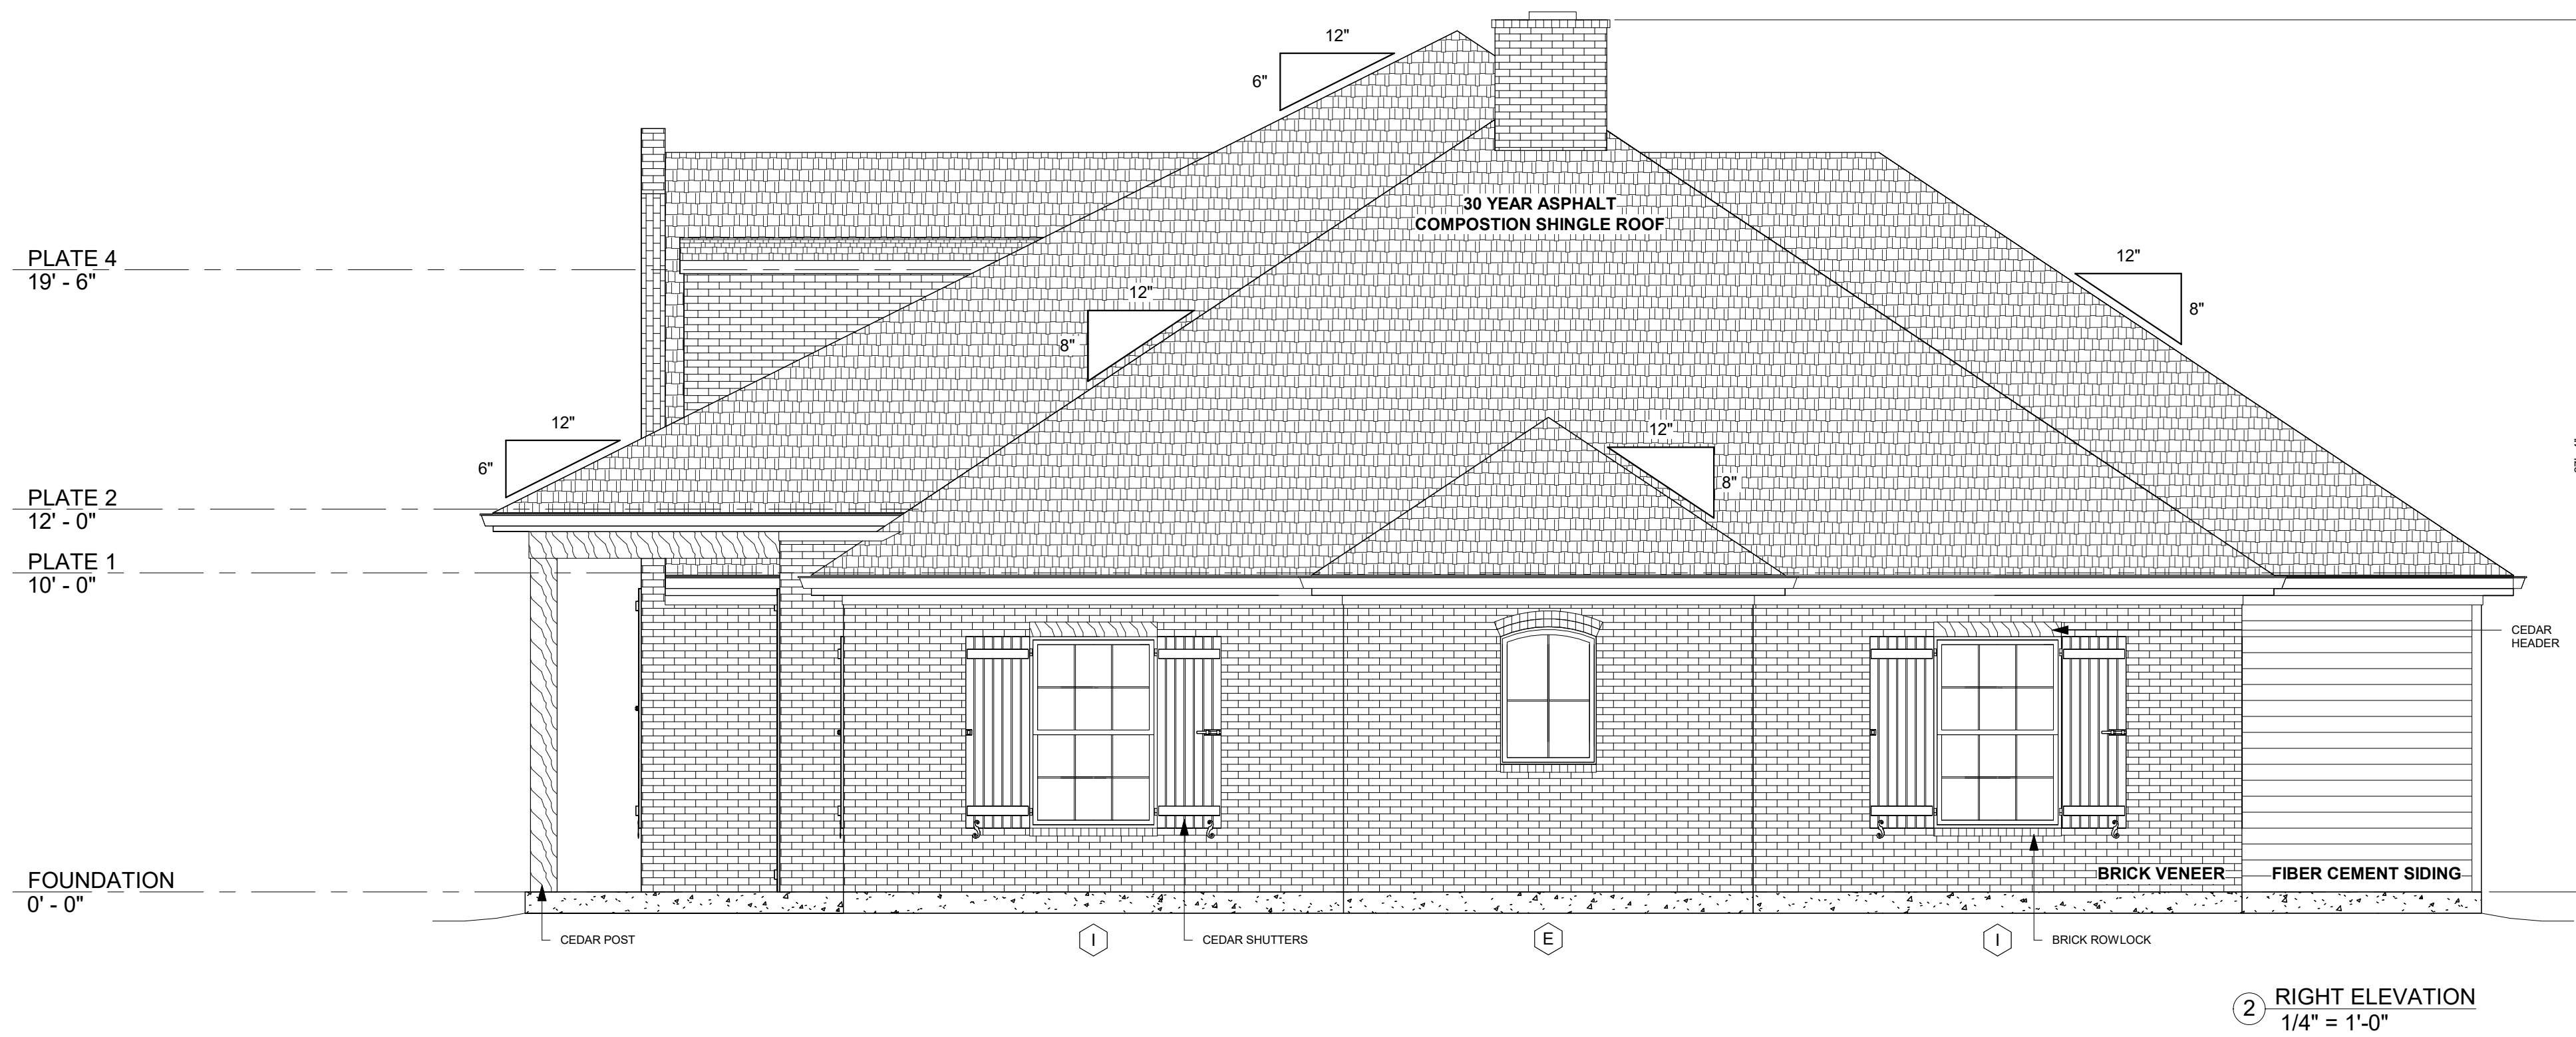 12"
6"
30 YEAR ASPHALT
COMPOSTION SHINGLE ROOF
PLATE 4
19' - 6"
12"
8"
12"
8"
12"
6"
12"
8"
PLATE 2
12' - 0"
PLATE 1
10' - 0"
CEDAR
HEADER
FOUNDATION
0' - 0"
BRICK VENEER
FIBER CEMENT SIDING
CEDAR POST
I
CEDAR SHUTTERS
E
I
BRICK ROWLOCK
2
RIGHT ELEVATION
1/4" = 1'-0"